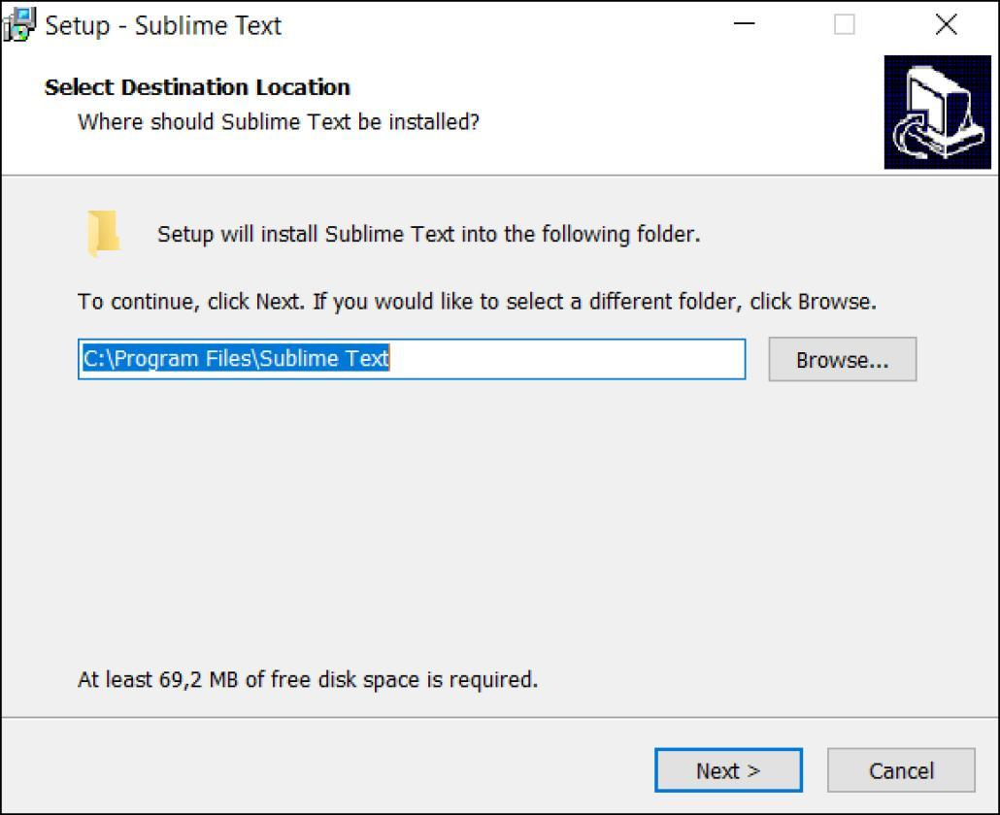 Setup - Sublime Text
Select Destination Location
Where should Sublime Text be installed?
Setup will install Sublime Text into the following folder.
To continue, click Next. If you would like to select a different folder, click Browse.
C:\Program Files\Sublime Text
Browse...
At least 69,2 MB of free disk space is required.
Next >
Cancel